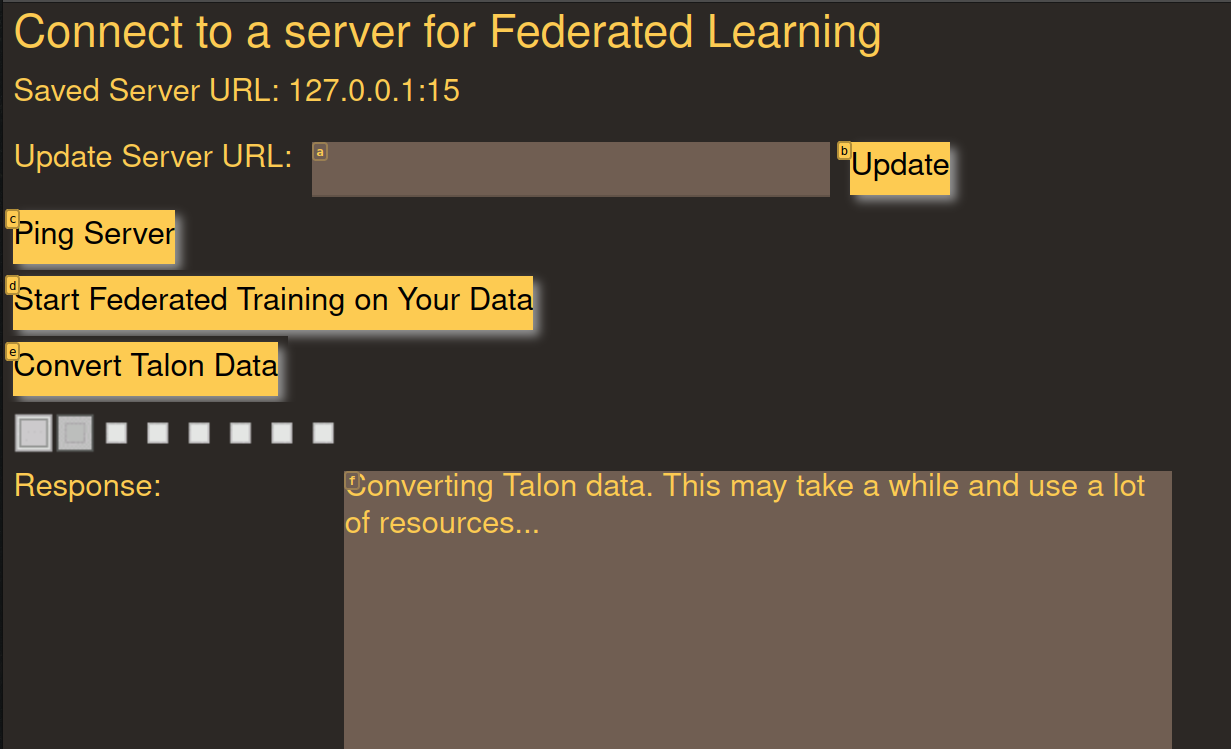 Connect to a server for Federated Learning
Saved Server URL: 127.0.0.1:15
Update Server URL: a b Update
c Ping Server
d Start Federated Training on Your Data
e Convert Talon Data
Response: f Converting Talon data. This may take a while and use a lot
of resources...